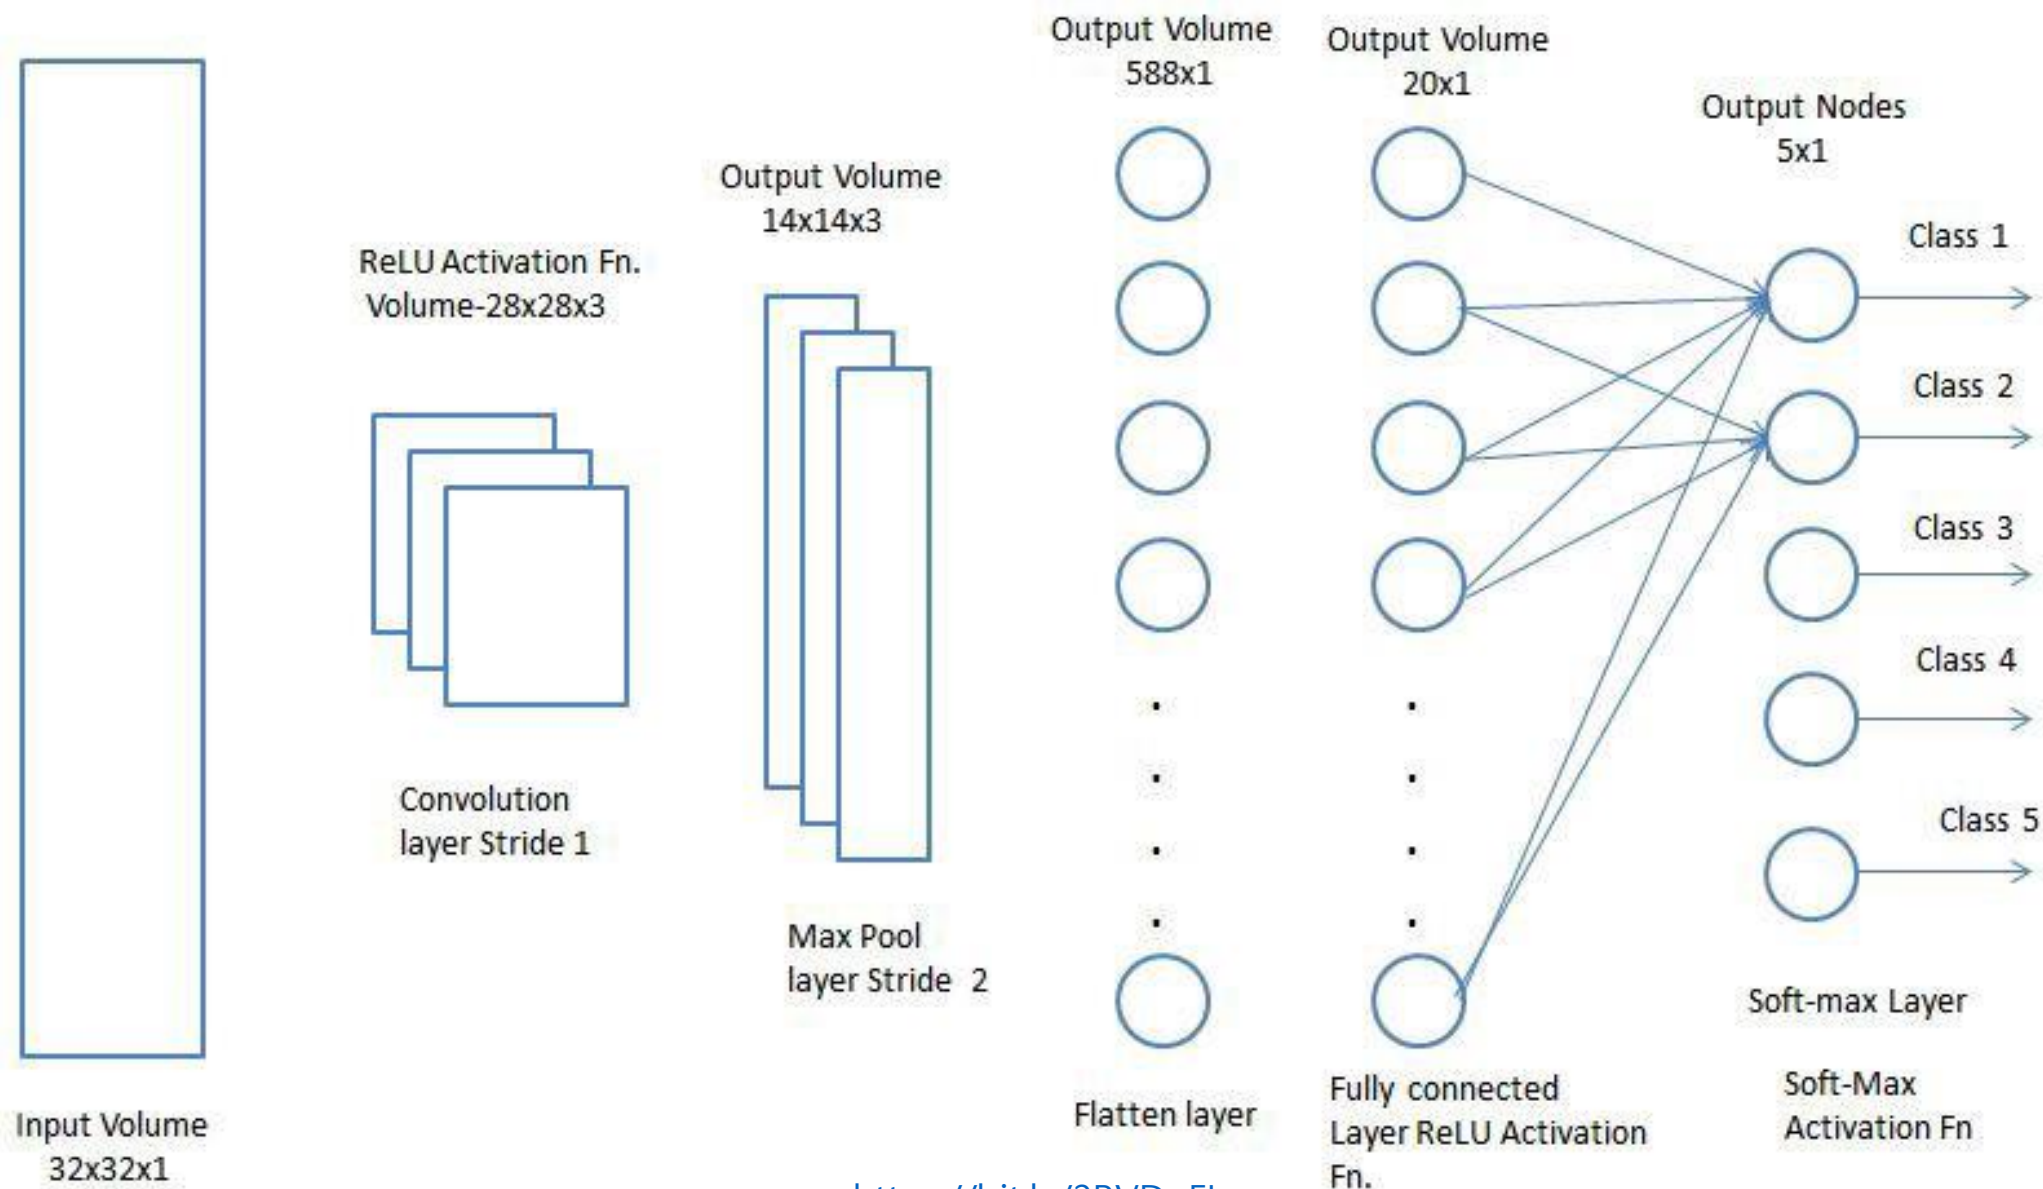 Input Volume
32x32x1
ReLU Activation Fn.
Volume-28x28x3
Convolution
layer Stride 1
Output Volume
14x14x3
Max Pool
layer Stride 2
Output Volume
588x1
Flatten layer
Output Volume
20x1
Fully connected
Layer ReLU Activation
Fn.
Output Nodes
5x1
Class 1
Class 2
Class 3
Class 4
Class 5
Soft-max Layer
Soft-Max
Activation Fn